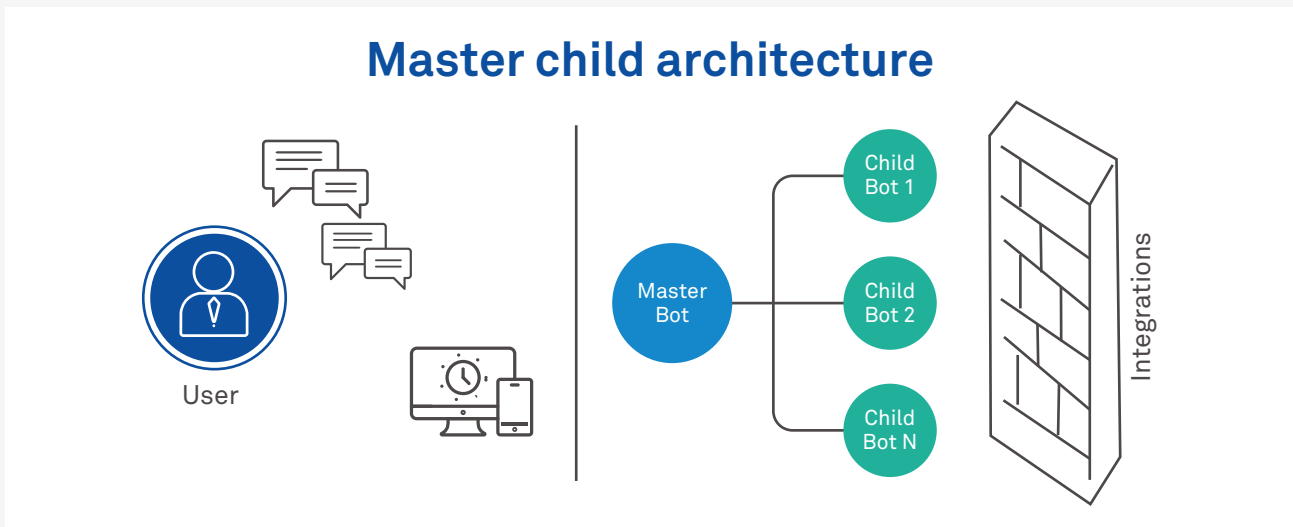 Master child architecture
User
Master
Bot
Child
Bot 1
Child
Bot 2
Child
Bot N
Integrations